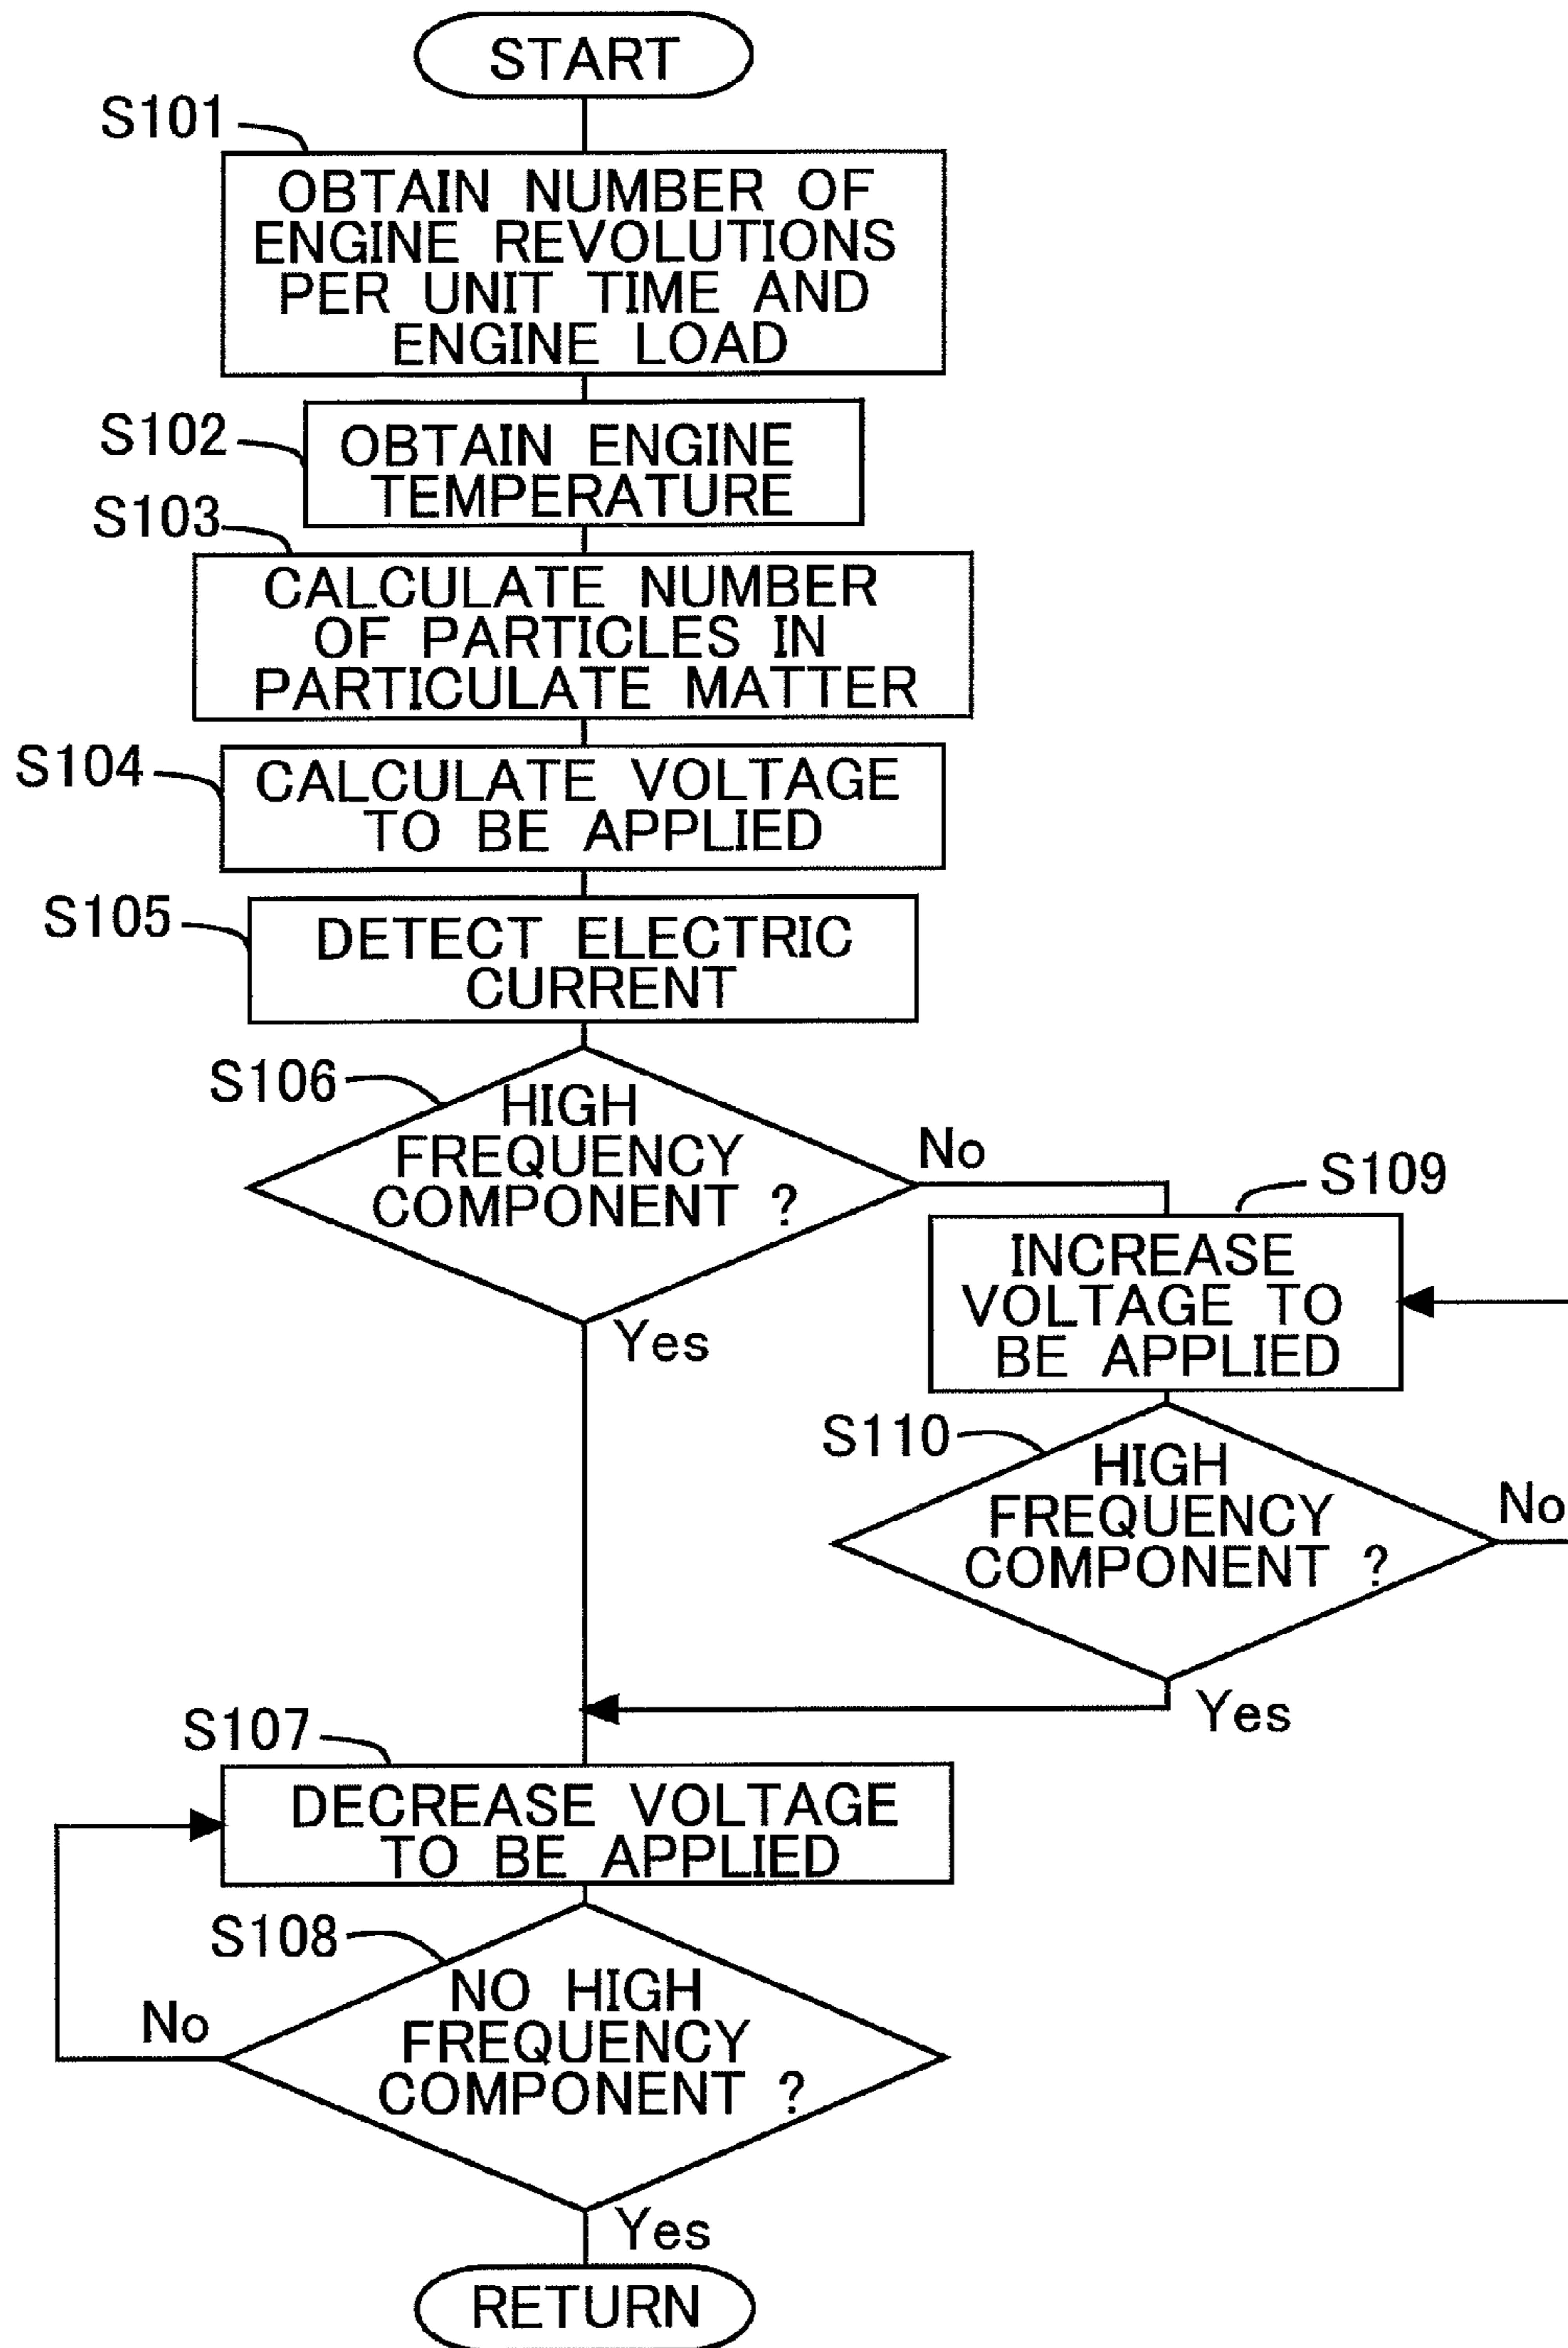 START
S101
OBTAIN NUMBER OF
ENGINE REVOLUTIONS
PER UNIT TIME AND
ENGINE LOAD
S102
OBTAIN ENGINE
TEMPERATURE
S103
CALCULATE NUMBER
OF PARTICLES IN
PARTICULATE MATTER
S104
CALCULATE VOLTAGE
TO BE APPLIED
S105
DETECT ELECTRIC
CURRENT
S106
HIGH
FREQUENCY
COMPONENT ?
No
Yes
S109
INCREASE
VOLTAGE TO
BE APPLIED
S110
HIGH
FREQUENCY
COMPONENT ?
No
Yes
S107
DECREASE VOLTAGE
TO BE APPLIED
S108
NO HIGH
FREQUENCY
COMPONENT ?
No
Yes
RETURN